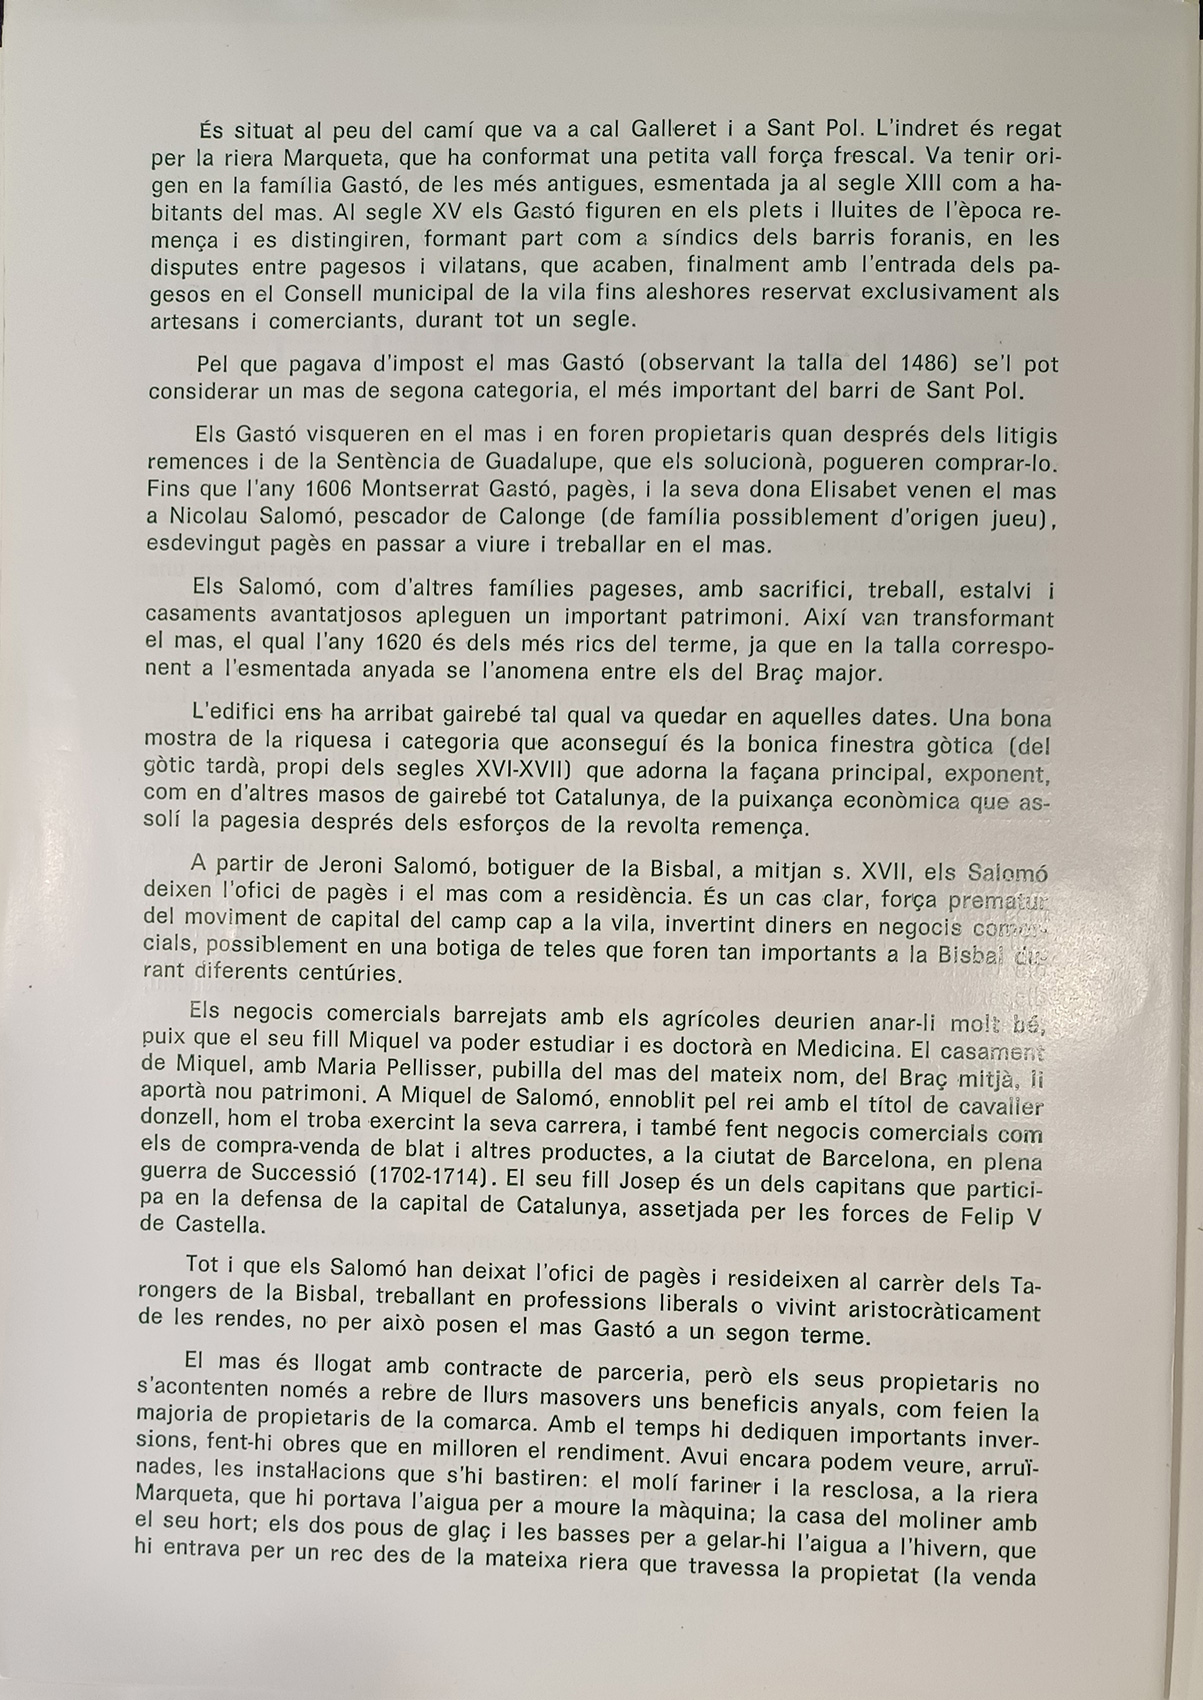 És situat al peu del camí que va a cal Galleret i a Sant Pol. L'indret és regat
per la riera Marqueta, que ha conformat una petita vall força frescal. Va tenir ori-
gen en la família Gastó, de les més antigues, esmentada ja al segle XIII com a ha-
bitants del mas. Al segle XV els Gastó figuren en els plets i lluites de l'època re-
mença i es distingiren, formant part com a síndics dels barris foranis, en les
disputes entre pagesos i vilatans, que acaben, finalment amb l'entrada dels pa-
gesos en el Consell municipal de la vila fins aleshores reservat exclusivament als
artesans i comerciants, durant tot un segle.
Pel que pagava d'impost el mas Gastó (observant la talla del 1486) se'l pot
considerar un mas de segona categoria, el més important del barri de Sant Pol.
Els Gastó visqueren en el mas i en foren propietaris quan després dels litigis
remences i de la Sentència de Guadalupe, que els solucionà, pogueren comprar-lo.
Fins que l'any 1606 Montserrat Gastó, pagès, i la seva dona Elisabet venen el mas
a Nicolau Salomó, pescador de Calonge (de família possiblement d'origen jueu),
esdevingut pagès en passar a viure i treballar en el mas.
Els Salomó, com d'altres famílies pageses, amb sacrifici, treball, estalvi i
casaments avantatjosos apleguen un important patrimoni. Així van transformant
el mas, el qual l'any 1620 és dels més rics del terme, ja que en la talla correspo-
nent a l'esmentada anyada se l'anomena entre els del Braç major.
L'edifici ens ha arribat gairebé tal qual va quedar en aquelles dates. Una bona
mostra de la riquesa i categoria que aconseguí és la bonica finestra gòtica (del
gòtic tardà, propi dels segles XVI-XVII) que adorna la façana principal, exponent,
com en d'altres masos de gairebé tot Catalunya, de la puixança econòmica que as-
solí la pagesia després dels esforços de la revolta remença.
A partir de Jeroni Salomó, botiguer de la Bisbal, a mitjan s. XVII, els Salomó
deixen l'ofici de pagès i el mas com a residència. És un cas clar, força prematur
del moviment de capital del camp cap a la vila, invertint diners en negocis comer-
cials, possiblement en una botiga de teles que foren tan importants a la Bisbal du-
rant diferents centúries.
Els negocis comercials barrejats amb els agrícoles deurien anar-li molt bé,
puix que el seu fill Miquel va poder estudiar i es doctorà en Medicina. El casament
de Miquel, amb Maria Pellisser, pubilla del mas del mateix nom, del Braç mitjà, li
aportà nou patrimoni. A Miquel de Salomó, ennoblit pel rei amb el títol de cavaller
donzell, hom el troba exercint la seva carrera, i també fent negocis comercials com
els de compra-venda de blat i altres productes, a la ciutat de Barcelona, en plena
guerra de Successió (1702-1714). El seu fill Josep és un dels capitans que partici-
pa en la defensa de la capital de Catalunya, assetjada per les forces de Felip V
de Castella.
Tot i que els Salomó han deixat l'ofici de pagès i resideixen al carrèr dels Ta-
rongers de la Bisbal, treballant en professions liberals o vivint aristocràticament
de les rendes, no per això posen el mas Gastó a un segon terme.
El mas és llogat amb contracte de parceria, però els seus propietaris no
s'acontenten només a rebre de llurs masovers uns beneficis anyals, com feien la
majoria de propietaris de la comarca. Amb el temps hi dediquen importants inver-
sions, fent-hi obres que en milloren el rendiment. Avui encara podem veure, arruï-
nades, les instal·lacions que s'hi bastiren: el molí fariner i la resclosa, a la riera
Marqueta, que hi portava l'aigua per a moure la màquina; la casa del moliner amb
el seu hort; els dos pous de glaç i les basses per a gelar-hi l'aigua a l'hivern, que
hi entrava per un rec des de la mateixa riera que travessa la propietat (la venda